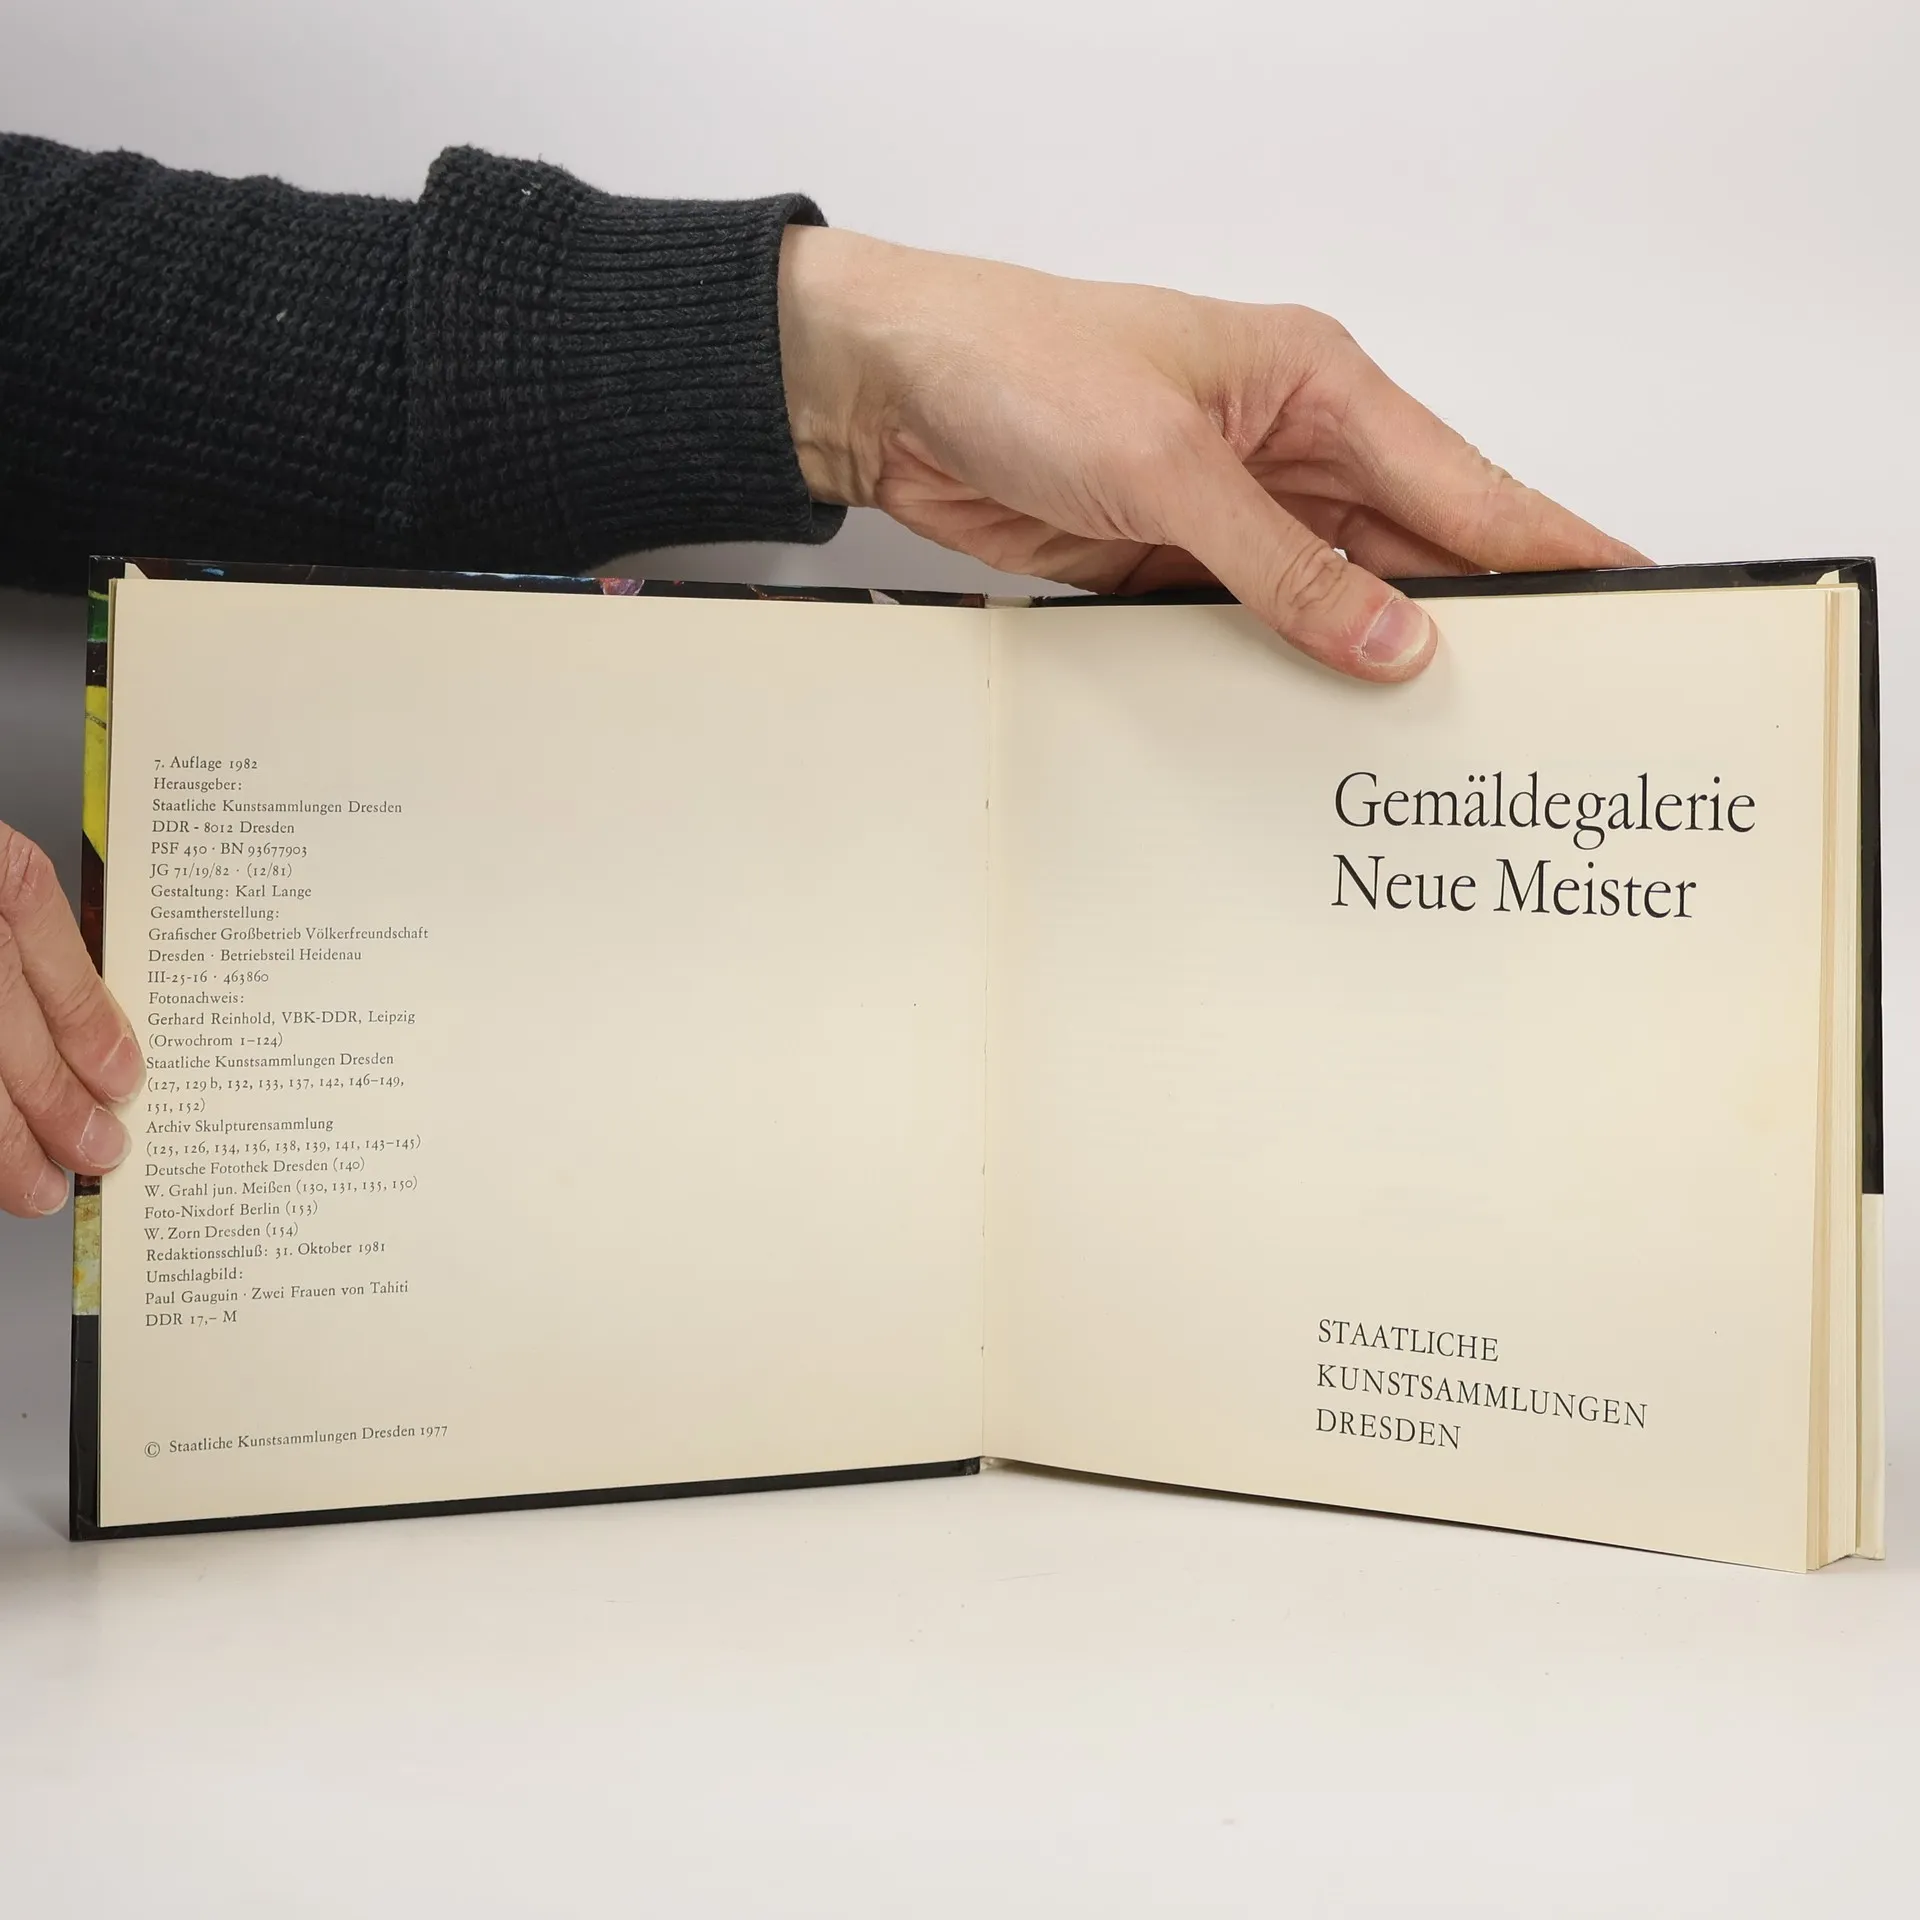 7. Auflage 1982
Herausgeber:
Staatliche Kunstsammlungen Dresden
DDR - 8012 Dresden
PSF 450 · BN 93677903
JG 71/19/82 · (12/81)
Gestaltung: Karl Lange
Gesamtherstellung:
Grafischer Großbetrieb Völkerfreundschaft
Dresden · Betriebsteil Heidenau
III-25-16 · 463860
Fotonachweis:
Gerhard Reinhold, VBK-DDR, Leipzig
(Orwochrom 1–124)
Staatliche Kunstsammlungen Dresden
(127, 129 b, 132, 133, 137, 142, 146–149,
151, 152)
Archiv Skulpturensammlung
(125, 126, 134, 136, 138, 139, 141, 143–145)
Deutsche Fotothek Dresden (140)
W. Grahl jun. Meißen (130, 131, 135, 150)
Foto-Nixdorf Berlin (153)
W. Zorn Dresden (154)
Redaktionsschluß: 31. Oktober 1981
Umschlagbild:
Paul Gauguin · Zwei Frauen von Tahiti
DDR 17,– M
© Staatliche Kunstsammlungen Dresden 1977
Gemäldegalerie
Neue Meister
STAATLICHE
KUNSTSAMMLUNGEN
DRESDEN